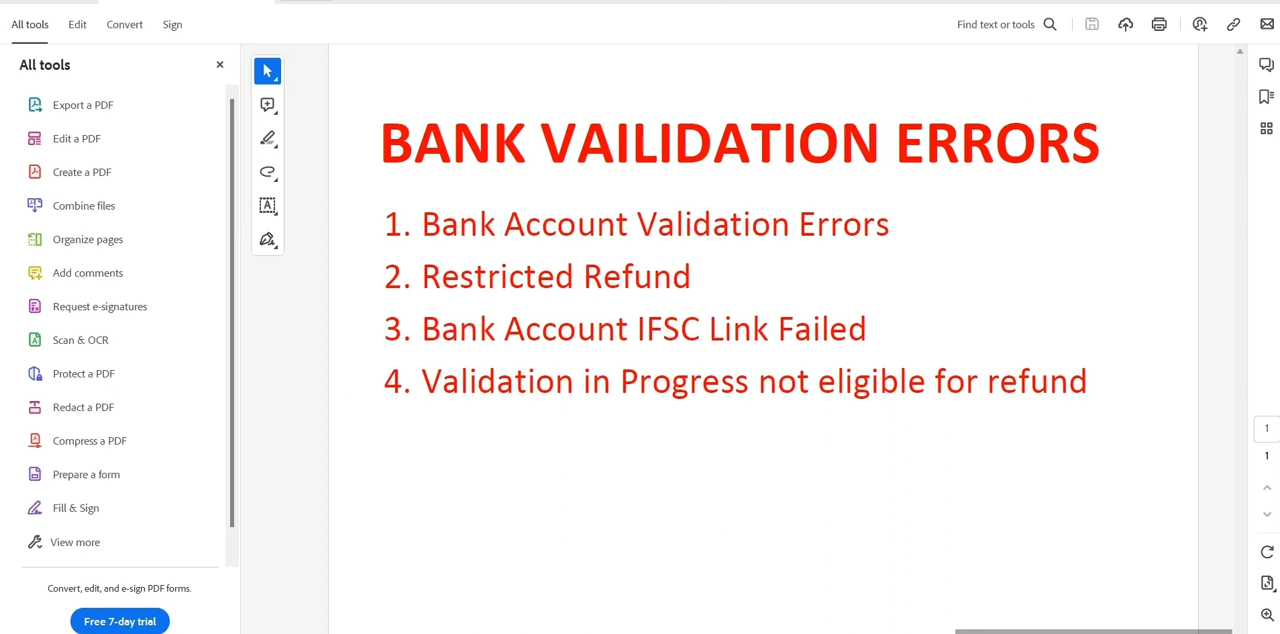 All tools Edit Convert Sign Find text or tools
All tools
Export a PDF
Edit a PDF
Create a PDF
Combine files
Organize pages
Add comments
Request e-signatures
Scan & OCR
Protect a PDF
Redact a PDF
Compress a PDF
Prepare a form
Fill & Sign
View more
Convert, edit, and e-sign PDF forms.
Free 7-day trial
BANK VAILIDATION ERRORS
1. Bank Account Validation Errors
2. Restricted Refund
3. Bank Account IFSC Link Failed
4. Validation in Progress not eligible for refund
1
1